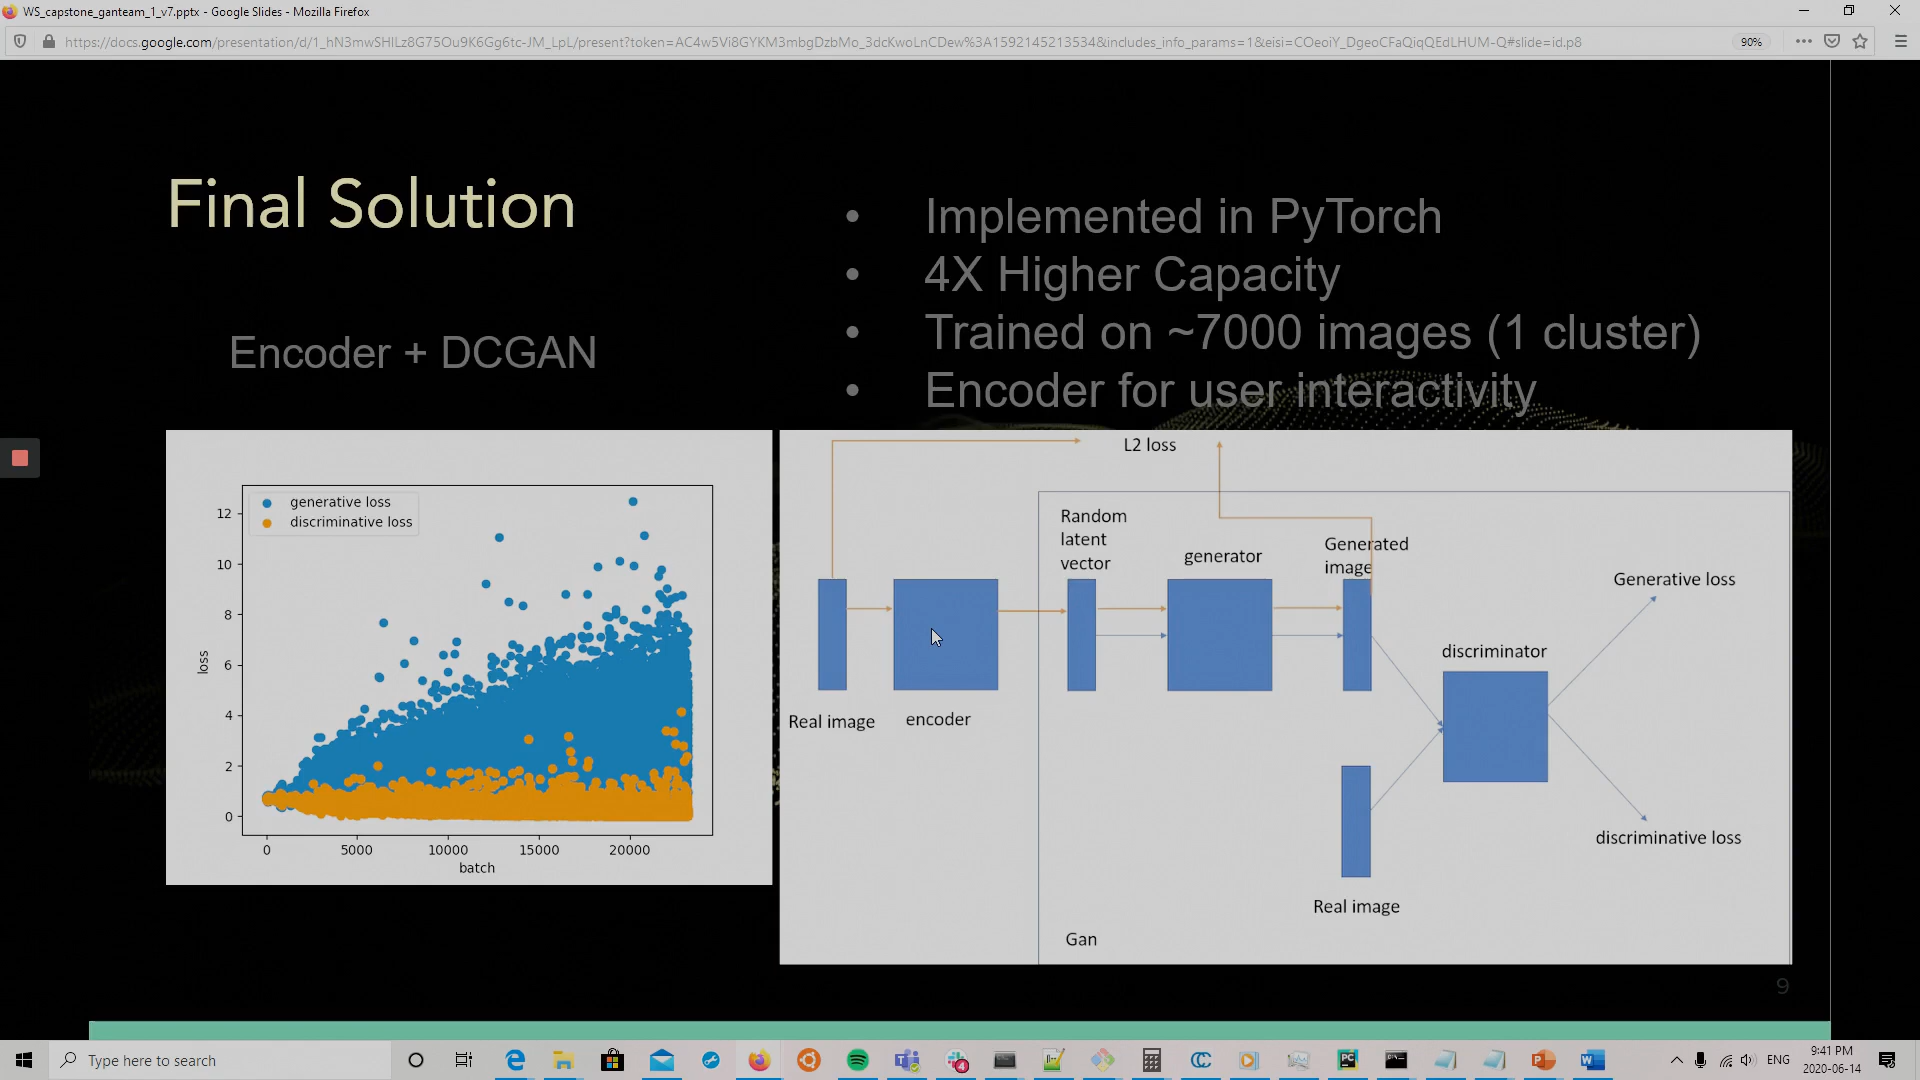 WS_capstone_ganteam_1_v7.pptx - Google Slides - Mozilla Firefox
https://docs.google.com/presentation/d/1_hN3mwSHlLz8G75Ou9K6Gg6tc-JM_LpL/present?token=AC4w5Vi8GYKM3mbgDzbMo_3dcKwoLnCDew%3A1592145213534&includes_info_params=1&eisi=COeoiY_DgeoCFaQiqQEdLHUM-Q#slide=id.p8
90%
Final Solution
Encoder + DCGAN
• Implemented in PyTorch
• 4X Higher Capacity
• Trained on ~7000 images (1 cluster)
• Encoder for user interactivity
generative loss
discriminative loss
12
10
8
6
4
2
0
loss
0 5000 10000 15000 20000
batch
L2 loss
Random
latent
vector
generator
Generated
image
Generative loss
discriminator
Real image
encoder
discriminative loss
Real image
Gan
9
Type here to search
4
ENG
9:41 PM
2020-06-14